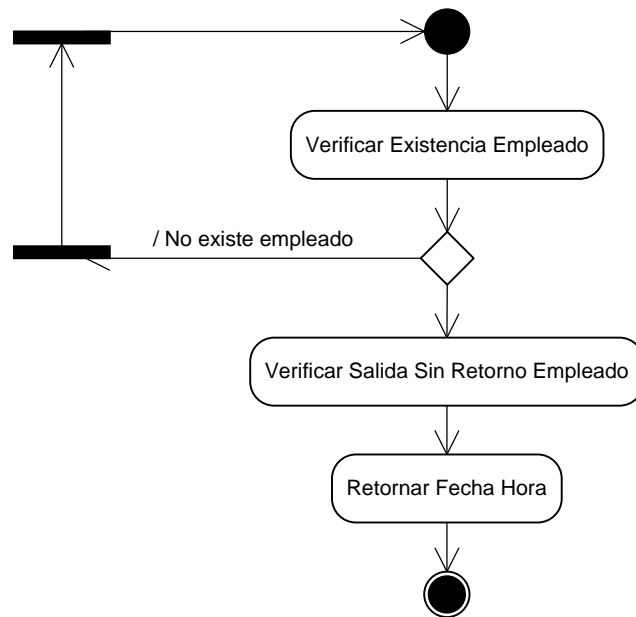 Verificar Existencia Empleado
/ No existe empleado
Verificar Salida Sin Retorno Empleado
Retornar Fecha Hora